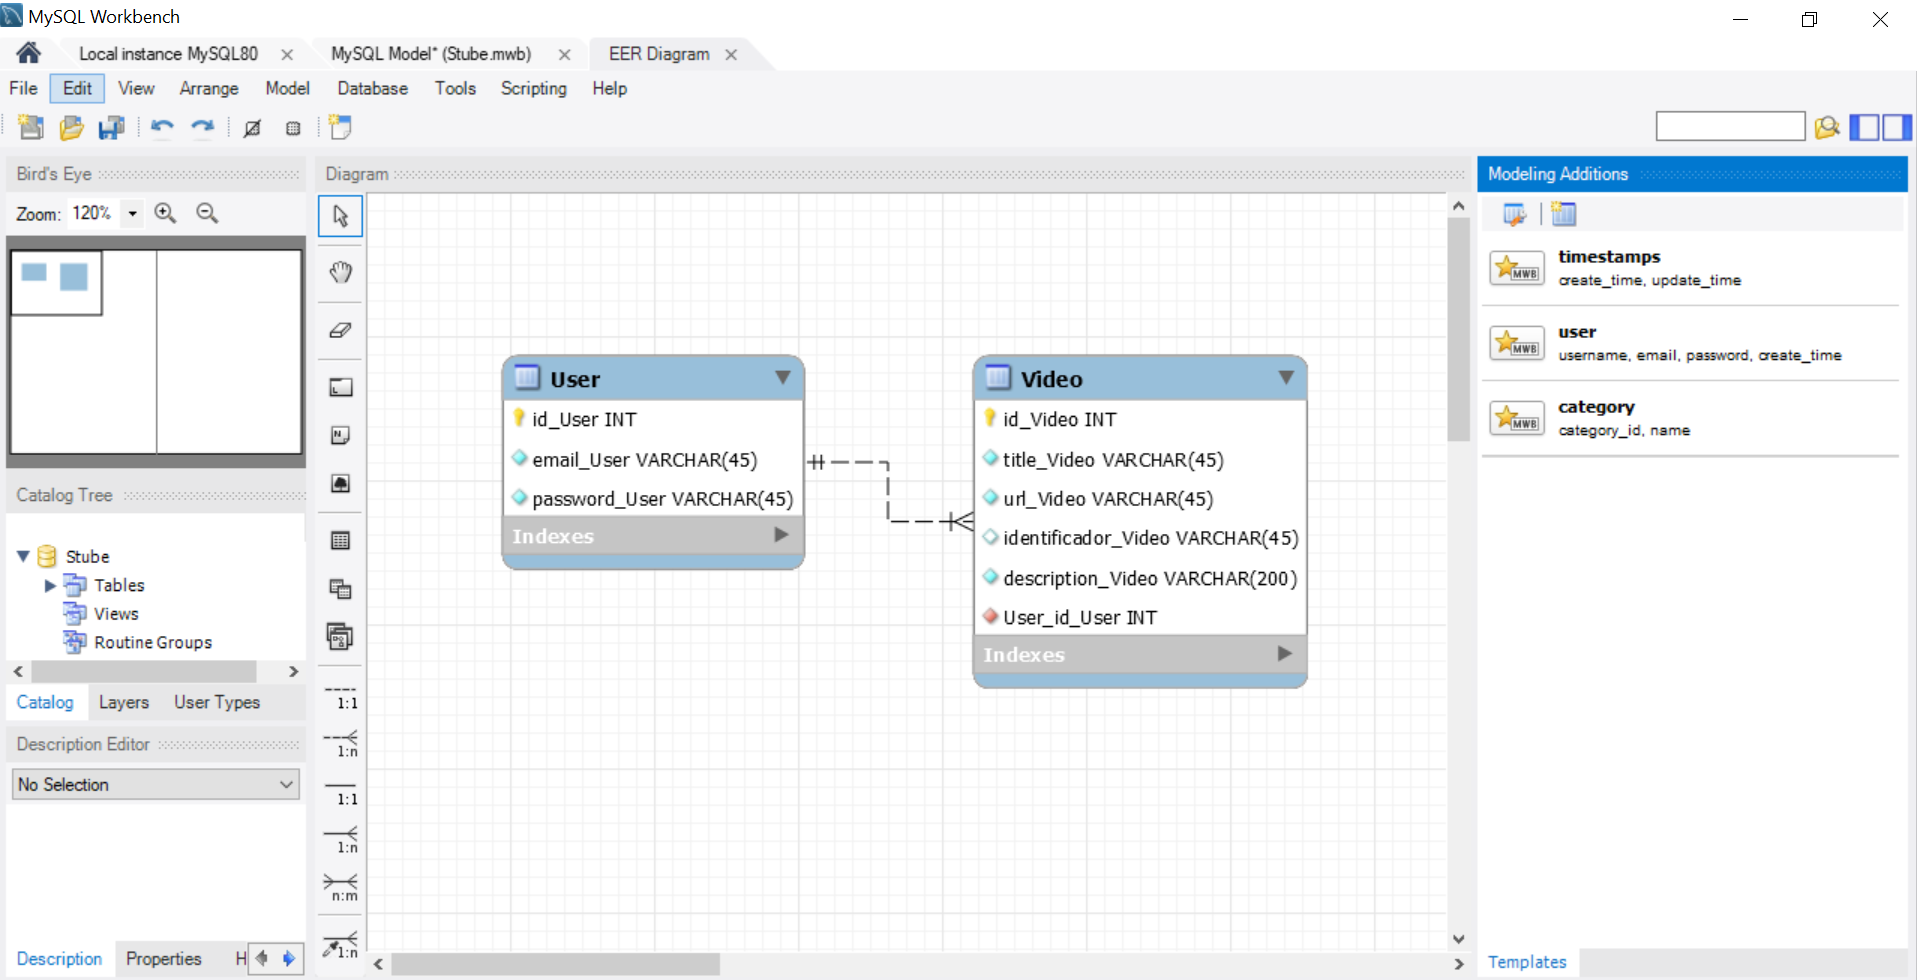 MySQL Workbench
Local instance MySQL80
MySQL Model* (Stube.mwb)
EER Diagram
File Edit View Arrange Model Database Tools Scripting Help
Bird's Eye
Zoom: 120%
Catalog Tree
Stube
Tables
Views
Routine Groups
Catalog Layers User Types
Description Editor
No Selection
Description Properties H
Diagram
N
1:1
1:n
1:1
1:n
n:m
1:n
User
id_User INT
email_User VARCHAR(45)
password_User VARCHAR(45)
Indexes
Video
id_Video INT
title_Video VARCHAR(45)
url_Video VARCHAR(45)
identificador_Video VARCHAR(45)
description_Video VARCHAR(200)
User_id_User INT
Indexes
Modeling Additions
MWB
timestamps
create_time, update_time
MWB
user
username, email, password, create_time
MWB
category
category_id, name
Templates